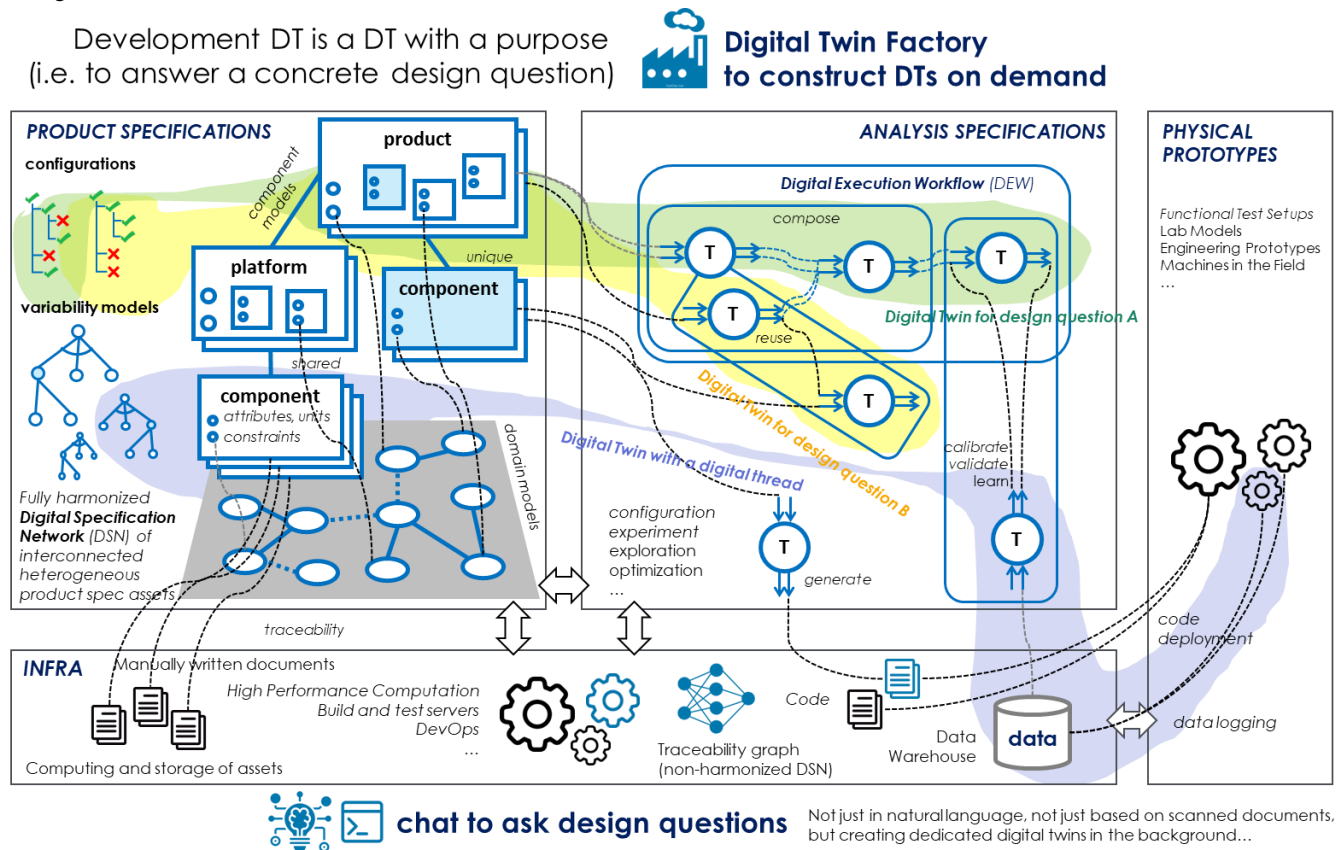 Development DT is a DT with a purpose
(i.e. to answer a concrete design question)
Digital Twin Factory
to construct DTs on demand
PRODUCT SPECIFICATIONS
configurations
variability models
Fully harmonized
Digital Specification
Network (DSN) of
interconnected
heterogeneous
product spec assets
component
models
product
platform
unique
component
shared
component
attributes, units
constraints
domain models
traceability
ANALYSIS SPECIFICATIONS
Digital Execution Workflow (DEW)
compose
T
T
T
T
reuse
T
Digital Twin for design question A
Digital Twin for design question B
Digital Twin with a digital thread
configuration
experiment
exploration
optimization
...
T
generate
calibrate
validate
learn
T
PHYSICAL
PROTOTYPES
Functional Test Setups
Lab Models
Engineering Prototypes
Machines in the Field
...
code
deployment
data logging
INFRA
Manually written documents
Computing and storage of assets
High Performance Computation
Build and test servers
DevOps
...
Traceability graph
(non-harmonized DSN)
Code
Data
Warehouse
data
chat to ask design questions
Not just in natural language, not just based on scanned documents,
but creating dedicated digital twins in the background...